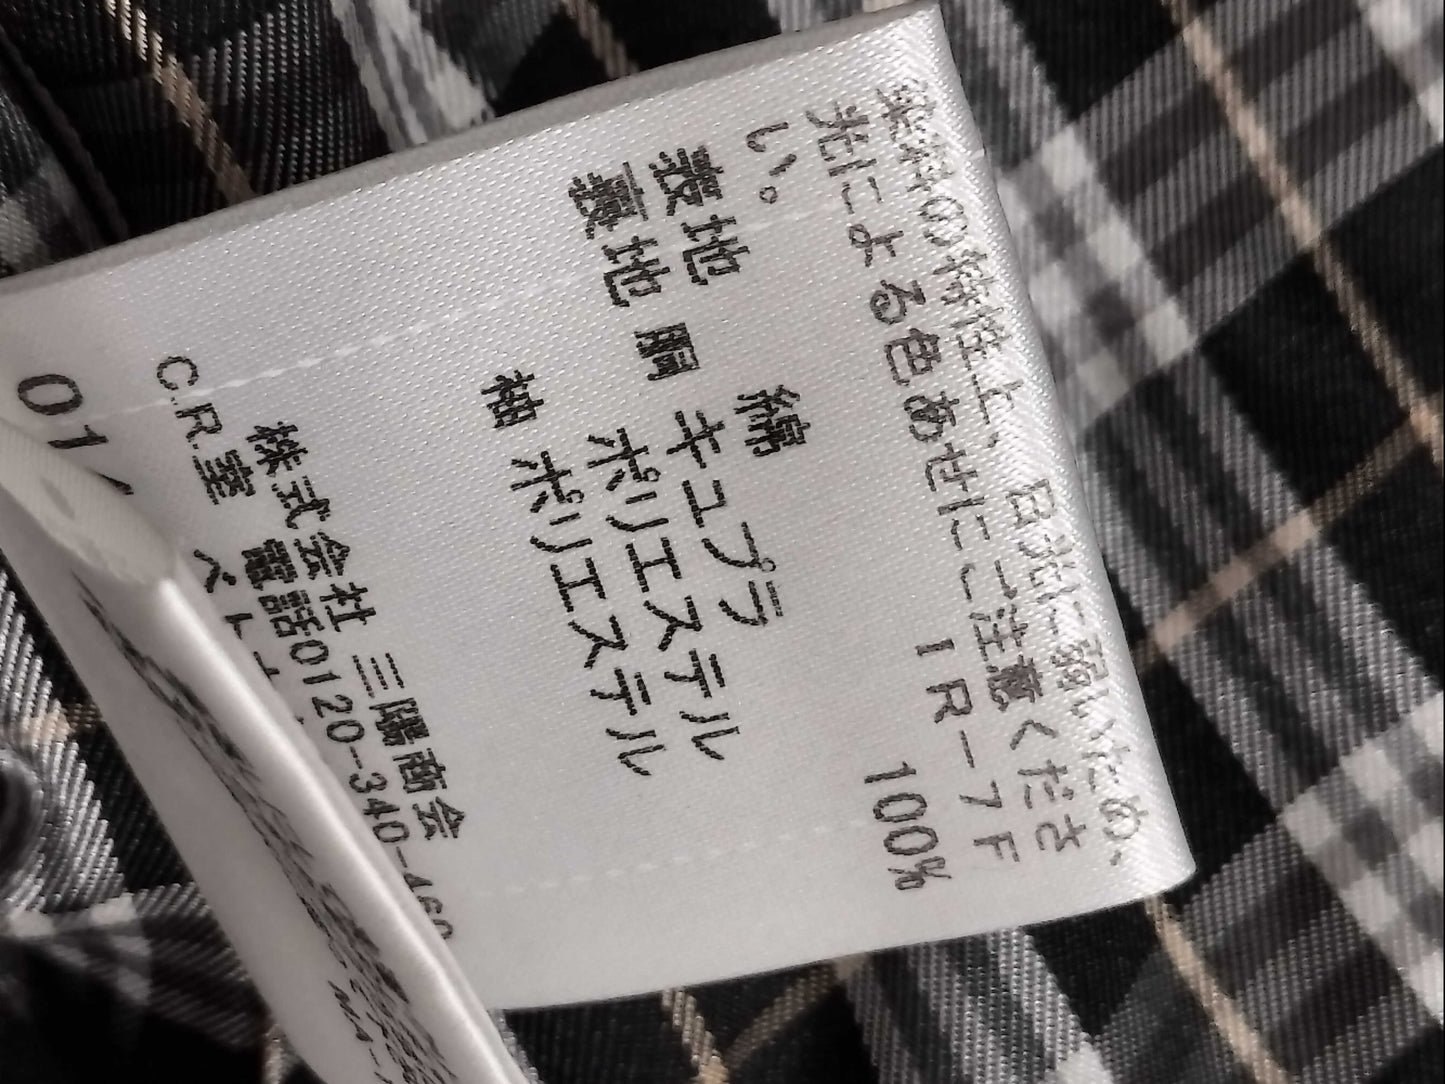 染料の特性上、日光に弱いため、
光による色あせにご注意くださ
い。 IR-7F
表地 綿 100%
裏地 胴 キュプラ
ポリエステル
袖 ポリエステル
株式会社 三陽商会
C.R.室 電話0120-340-460
01